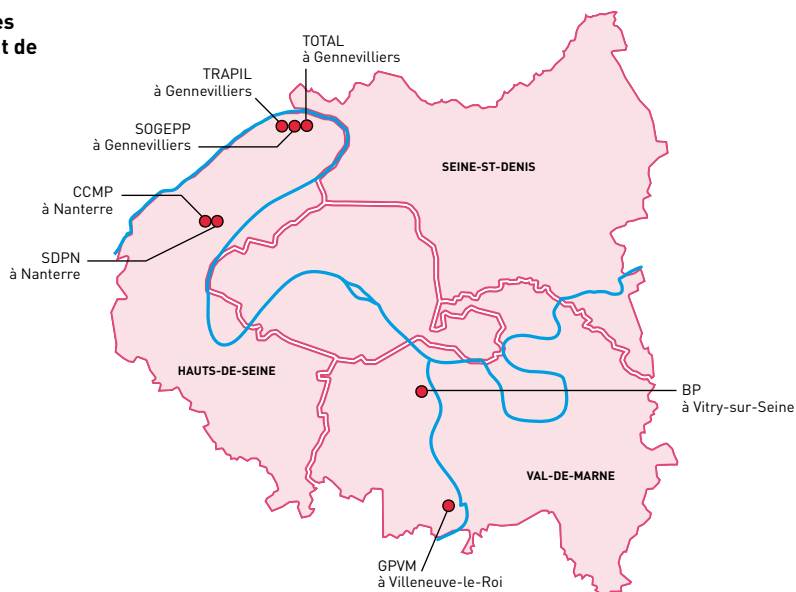 es
t de
TOTAL
à Gennevilliers
TRAPIL
à Gennevilliers
SOGEPP
à Gennevilliers
SEINE-ST-DENIS
CCMP
à Nanterre
SDPN
à Nanterre
HAUTS-DE-SEINE
BP
à Vitry-sur-Seine
VAL-DE-MARNE
GPVM
à Villeneuve-le-Roi